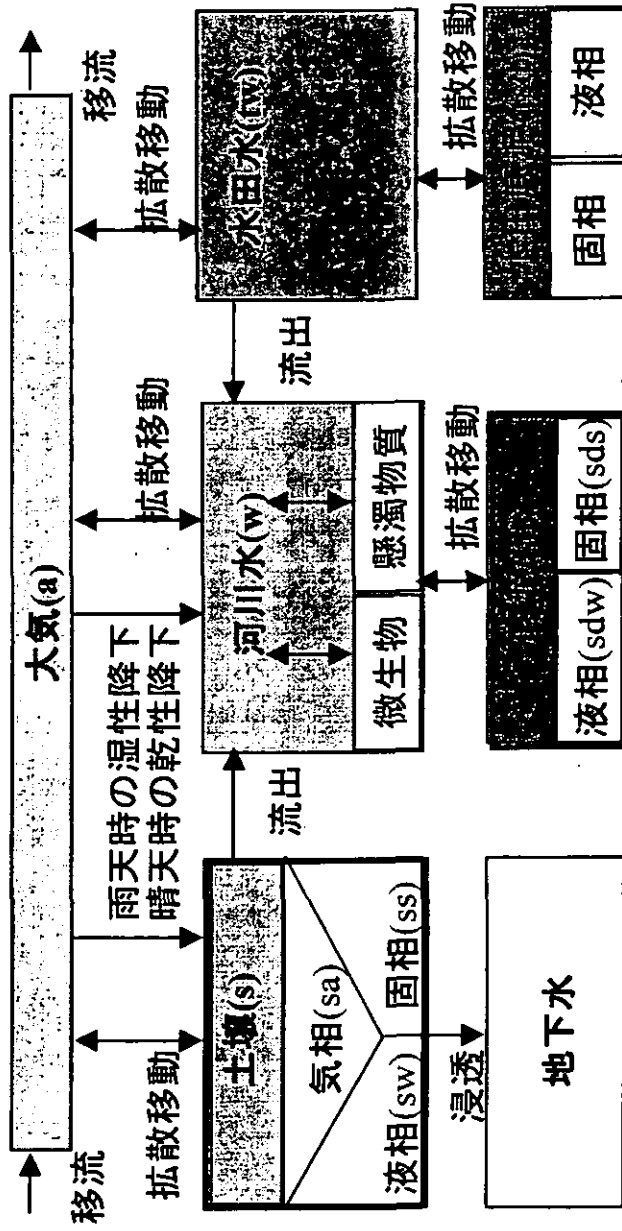 大気(a)
移流
移流
拡散移動
雨天時の湿性降下
晴天時の乾性降下
拡散移動
拡散移動
土壌(s)
気相(sa)
液相(sw)
固相(ss)
流出
河川水(w)
微生物
懸濁物質
流出
水田水(fw)
浸透
拡散移動
拡散移動
地下水
液相(sdw)
固相(sds)
固相
液相